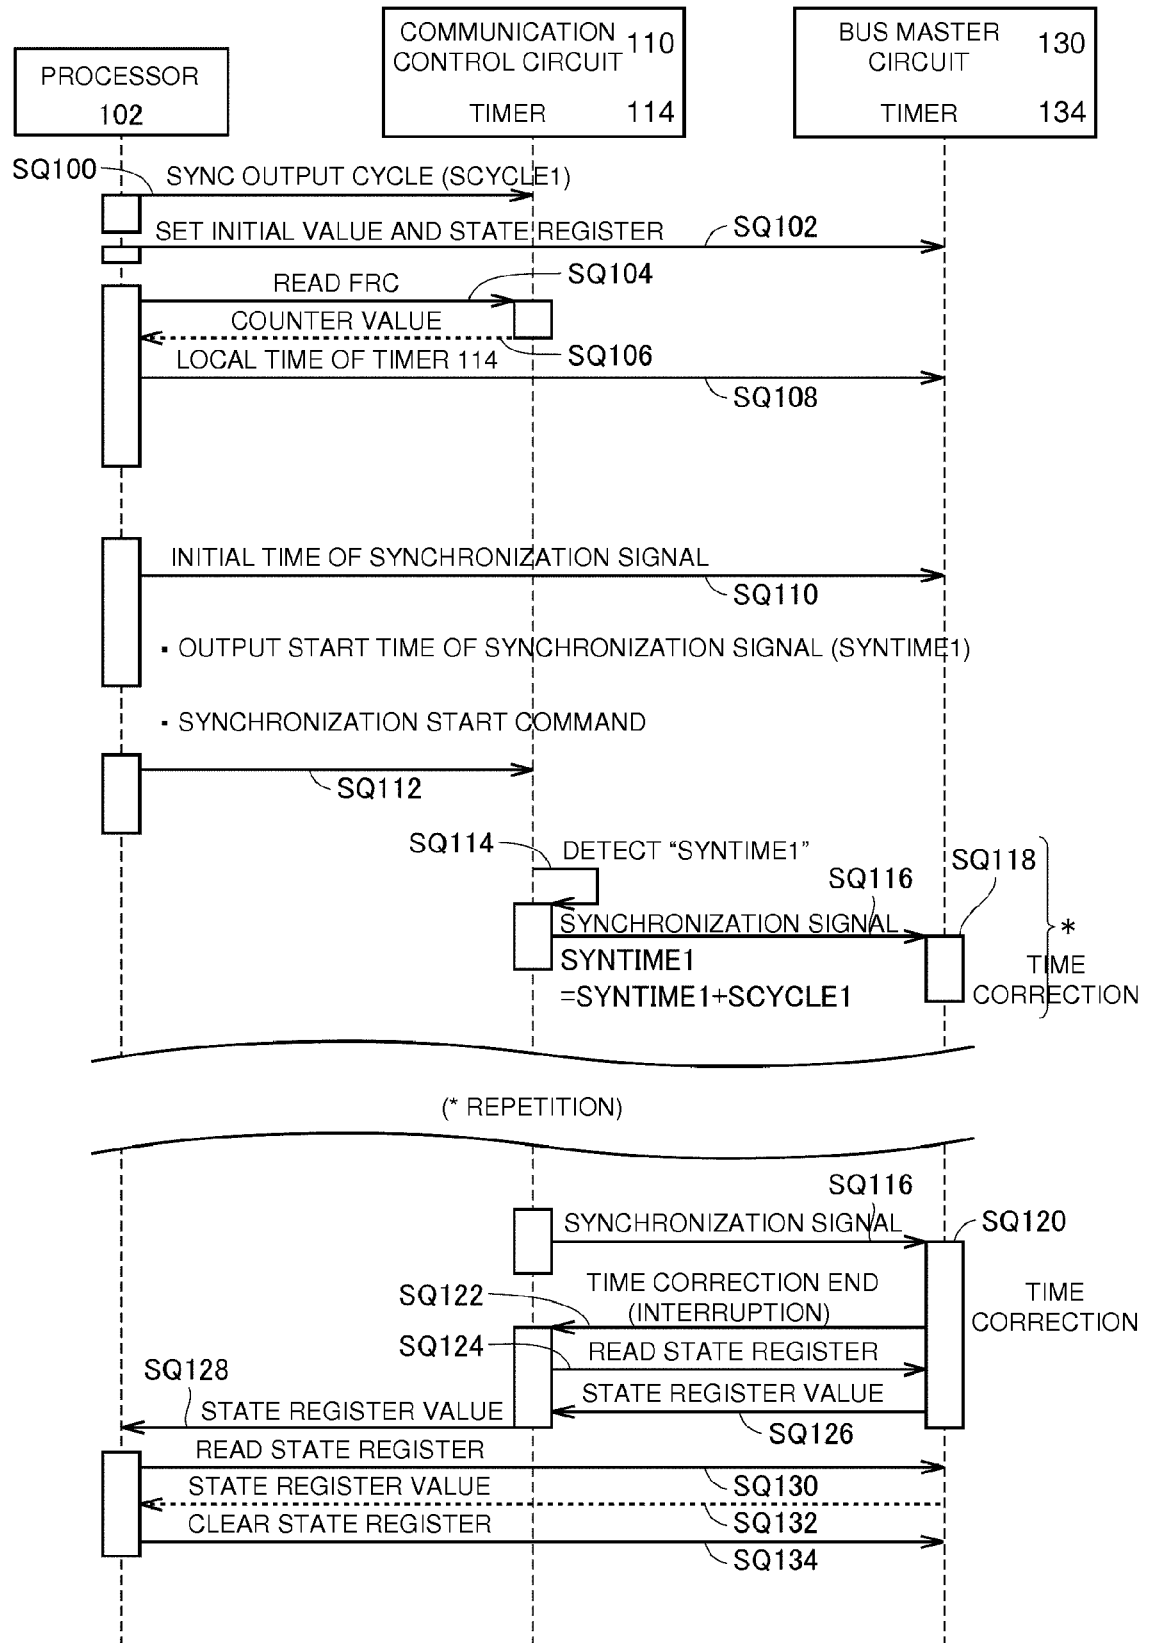 PROCESSOR
102
COMMUNICATION
CONTROL CIRCUIT 110
TIMER 114
BUS MASTER
CIRCUIT 130
TIMER 134
SQ100
SYNC OUTPUT CYCLE (SCYCLE1)
SET INITIAL VALUE AND STATE REGISTER
SQ102
READ FRC
SQ104
COUNTER VALUE
SQ106
LOCAL TIME OF TIMER 114
SQ108
INITIAL TIME OF SYNCHRONIZATION SIGNAL
SQ110
▪ OUTPUT START TIME OF SYNCHRONIZATION SIGNAL (SYNTIME1)
▪ SYNCHRONIZATION START COMMAND
SQ112
SQ114
DETECT “SYNTIME1”
SQ116
SQ118
SYNCHRONIZATION SIGNAL
*
SYNTIME1
=SYNTIME1+SCYCLE1
TIME
CORRECTION
(* REPETITION)
SQ116
SYNCHRONIZATION SIGNAL
SQ120
TIME CORRECTION END
(INTERRUPTION)
SQ122
TIME
CORRECTION
SQ124
READ STATE REGISTER
SQ128
STATE REGISTER VALUE
SQ126
STATE REGISTER VALUE
READ STATE REGISTER
SQ130
STATE REGISTER VALUE
SQ132
CLEAR STATE REGISTER
SQ134